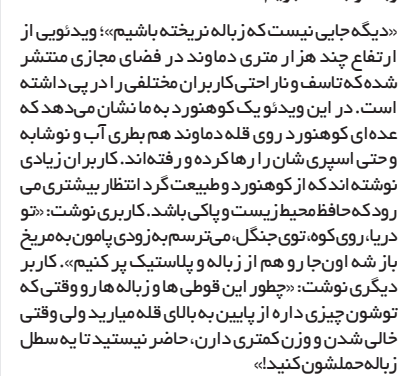 «دیگه جایی نیست که زباله نریخته باشیم»؛ ویدئویی از
ارتفاع چند هزار متری دماوند در فضای مجازی منتشر
شده که تاسف و ناراحتی کاربران مختلفی را در پی داشته
است. در این ویدئو یک کوهنورد به ما نشان می‌دهد که
عده‌ای کوهنورد روی قله دماوند هم بطری آب و نوشابه
و حتی اسپری‌شان را رها کرده و رفته‌اند. کاربران زیادی
نوشته‌اند که از کوهنورد و طبیعت گرد انتظار بیشتری می
رود که حافظ محیط زیست و پاکی باشد. کاربری نوشت: «تو
دریا، روی کوه، توی جنگل، می‌ترسم به زودی پامون به مریخ
باز شه اون‌جا رو هم از زباله و پلاستیک پر کنیم». کاربر
دیگری نوشت: «چطور این قوطی ها و زباله ها رو وقتی که
توشون چیزی داره از پایین به بالای قله میارید ولی وقتی
خالی شدن و وزن کمتری دارن، حاضر نیستید تا یه سطل
زباله حملشون کنید!»